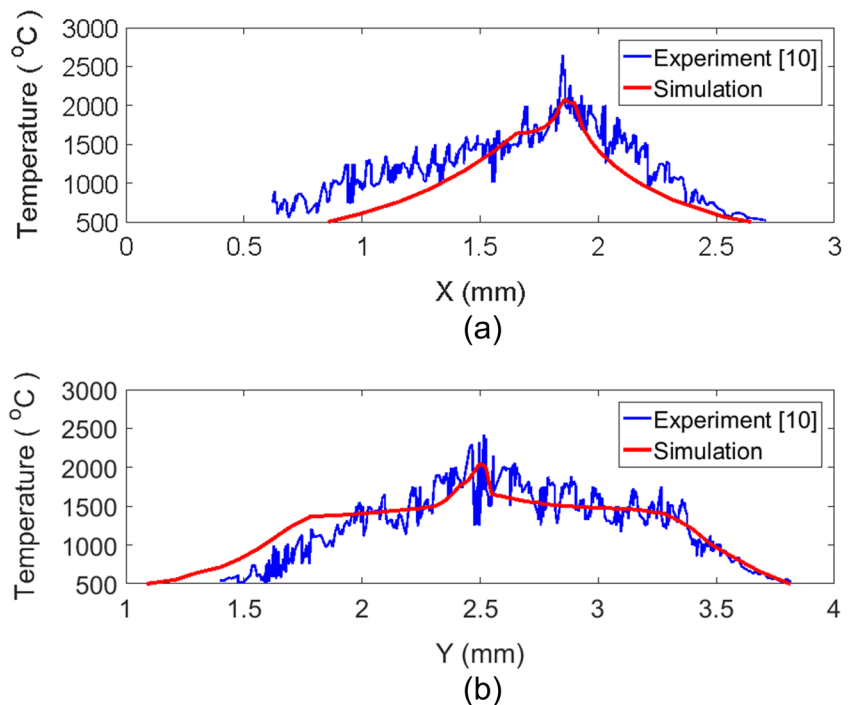 3000
2500
2000
1500
1000
500
Temperature ( °C )
Experiment [10]
Simulation
0 0.5 1 1.5 2 2.5 3
X (mm)
(a)
3000
2500
2000
1500
1000
500
Temperature ( °C )
Experiment [10]
Simulation
1 1.5 2 2.5 3 3.5 4
Y (mm)
(b)